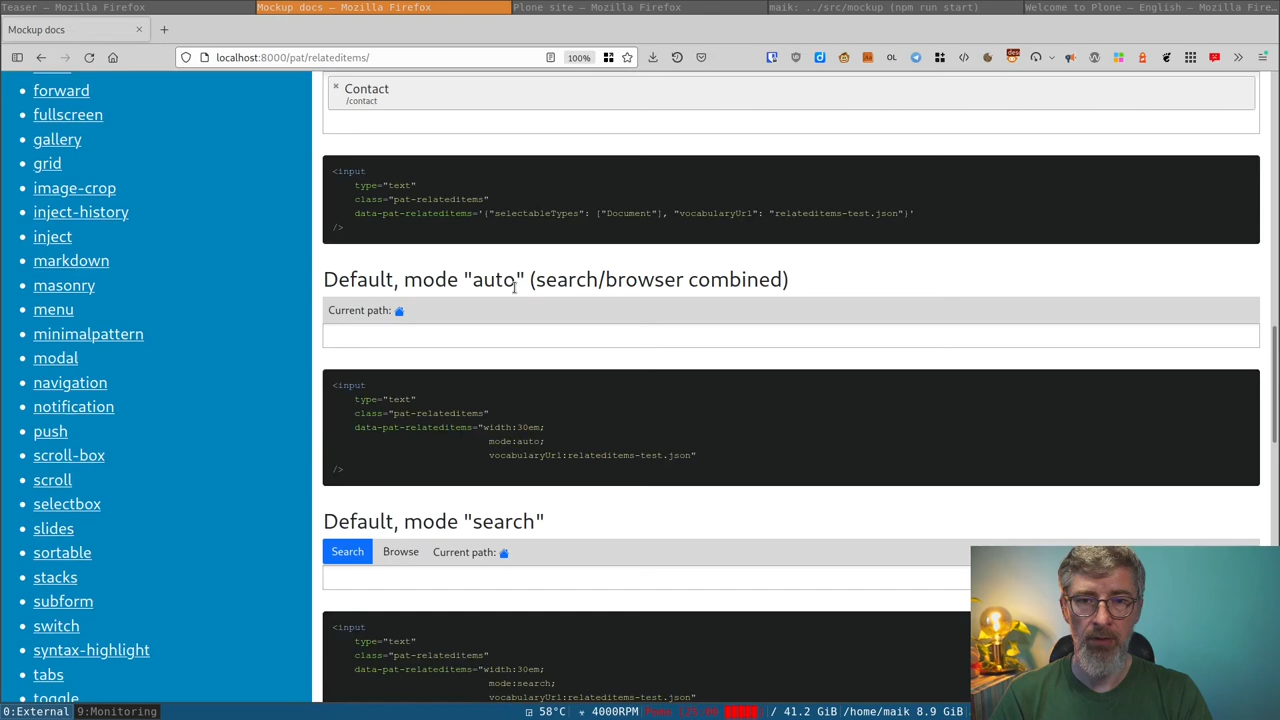 Teaser — Mozilla Firefox
Mockup docs — Mozilla Firefox
Plone site — Mozilla Firefox
maik: ../src/mockup (npm run start)
Welcome to Plone — English — Mozilla Fire…
Mockup docs
localhost:8000/pat/relateditems/
100%
forward
fullscreen
gallery
grid
image-crop
inject-history
inject
markdown
masonry
menu
minimalpattern
modal
navigation
notification
push
scroll-box
scroll
selectbox
slides
sortable
stacks
subform
switch
syntax-highlight
tabs
toggle
× Contact
/contact
<input
type="text"
class="pat-relateditems"
data-pat-relateditems='{"selectableTypes": ["Document"], "vocabularyUrl": "relateditems-test.json"}'
/>
Default, mode "auto" (search/browser combined)
Current path:
<input
type="text"
class="pat-relateditems"
data-pat-relateditems="width:30em;
mode:auto;
vocabularyUrl:relateditems-test.json"
/>
Default, mode "search"
Search Browse Current path:
<input
type="text"
class="pat-relateditems"
data-pat-relateditems="width:30em;
mode:search;
vocabularyUrl:relateditems-test.json"
0:External 9:Monitoring
58°C 4000RPM
/ 41.2 GiB /home/maik 8.9 GiB